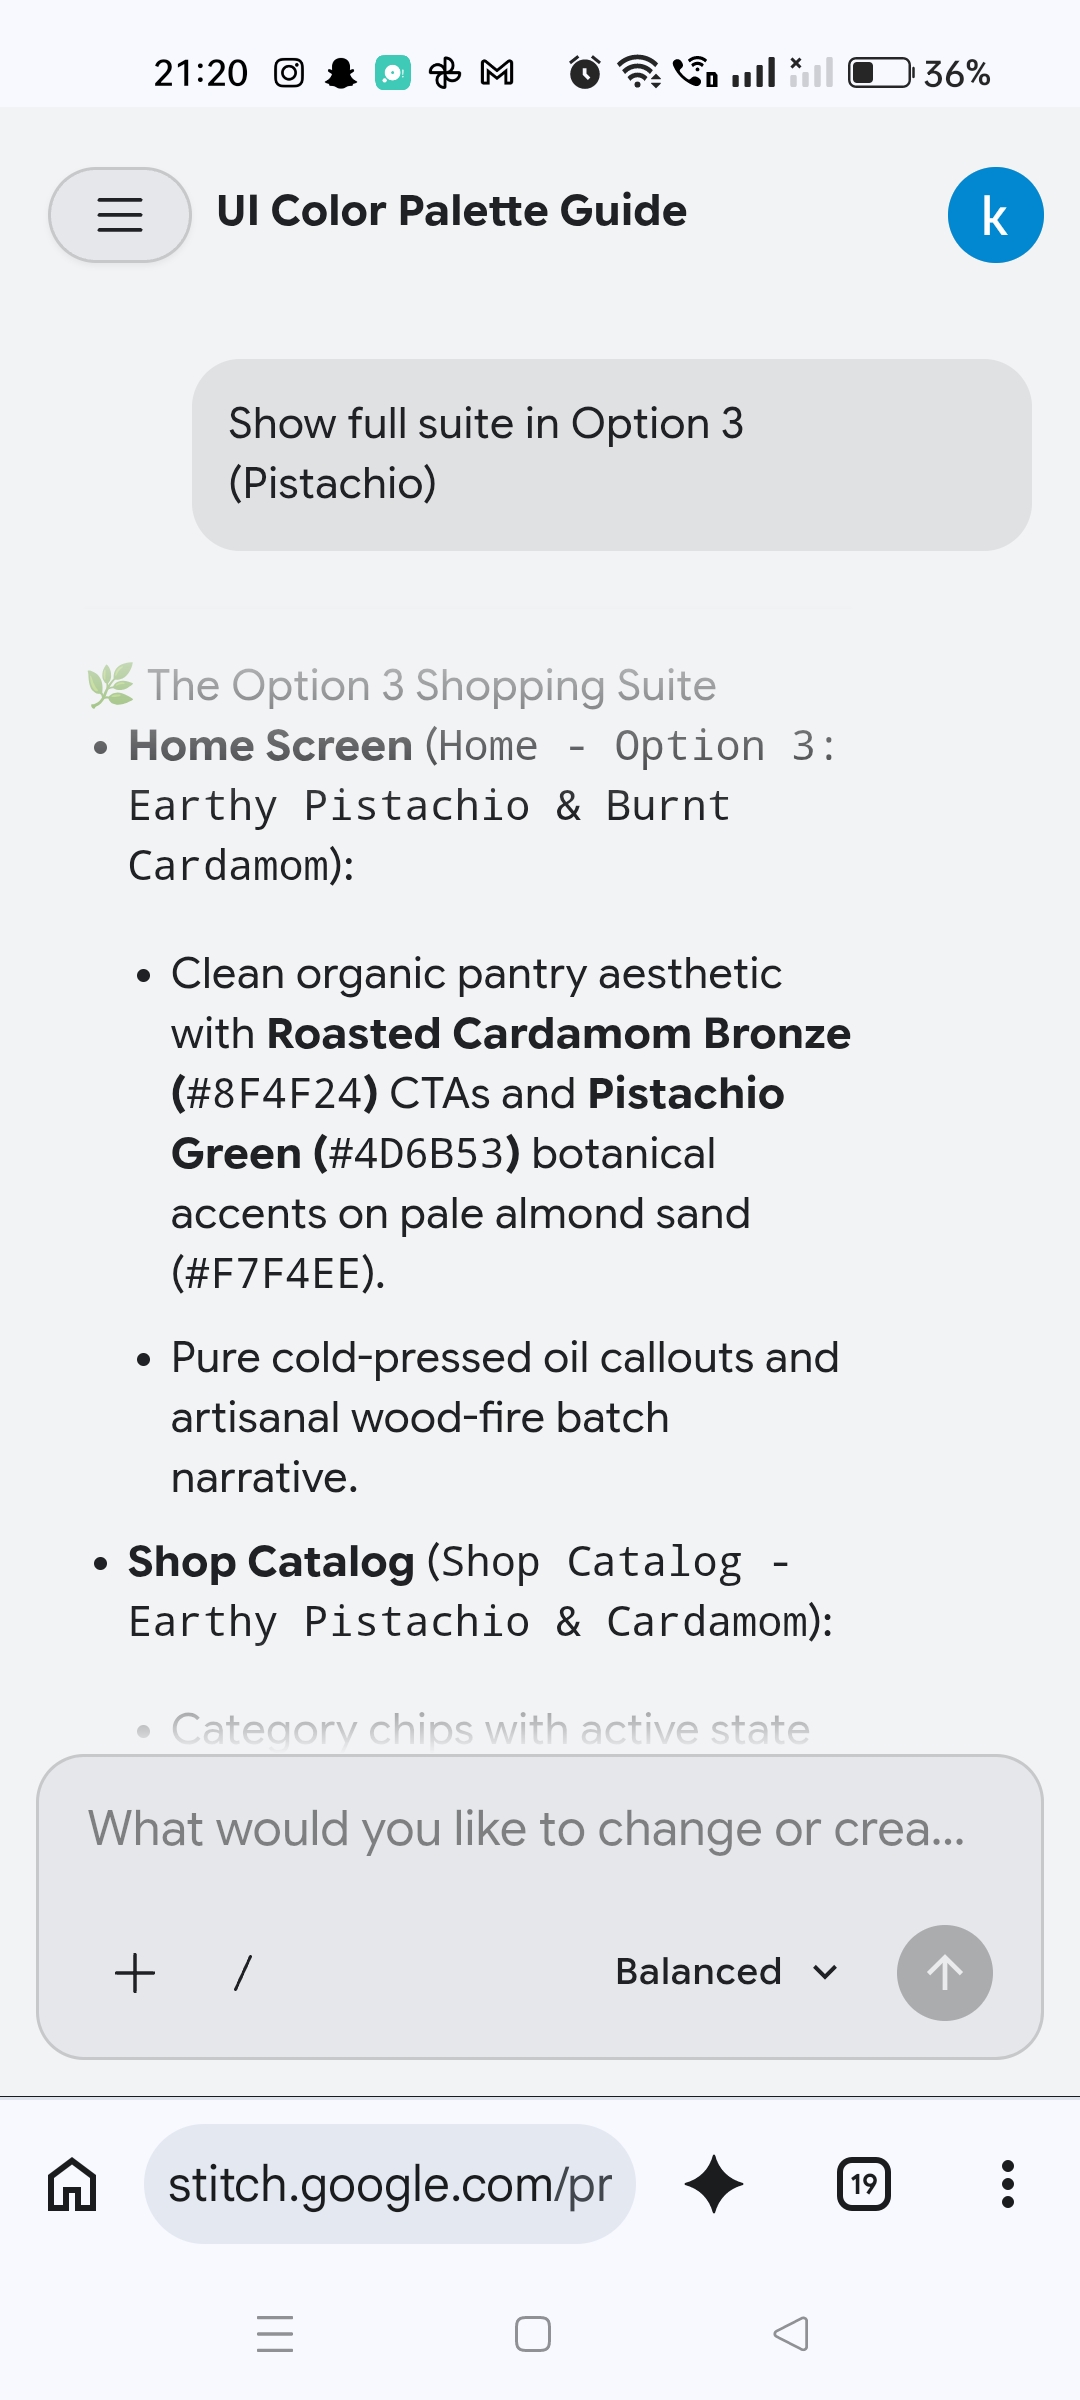 21:20 36%
UI Color Palette Guide
k
Show full suite in Option 3
(Pistachio)
🌿 The Option 3 Shopping Suite
• Home Screen (Home - Option 3:
Earthy Pistachio & Burnt
Cardamom):
• Clean organic pantry aesthetic
with Roasted Cardamom Bronze
(#8F4F24) CTAs and Pistachio
Green (#4D6B53) botanical
accents on pale almond sand
(#F7F4EE).
• Pure cold-pressed oil callouts and
artisanal wood-fire batch
narrative.
• Shop Catalog (Shop Catalog -
Earthy Pistachio & Cardamom):
• Category chips with active state
What would you like to change or crea...
+ / Balanced
stitch.google.com/pr 19